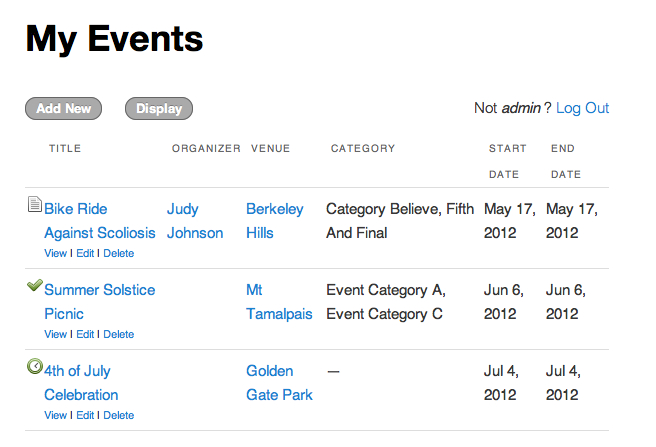 My Events
Add New Display Not admin? Log Out
TITLE ORGANIZER VENUE CATEGORY START END
DATE DATE
Bike Ride Judy Berkeley Category Believe, Fifth May 17, May 17,
Against Scoliosis Johnson Hills And Final 2012 2012
View | Edit | Delete
Summer Solstice Mt Event Category A, Jun 6, Jun 6,
Picnic Tamalpais Event Category C 2012 2012
View | Edit | Delete
4th of July Golden — Jul 4, Jul 4,
Celebration Gate Park 2012 2012
View | Edit | Delete